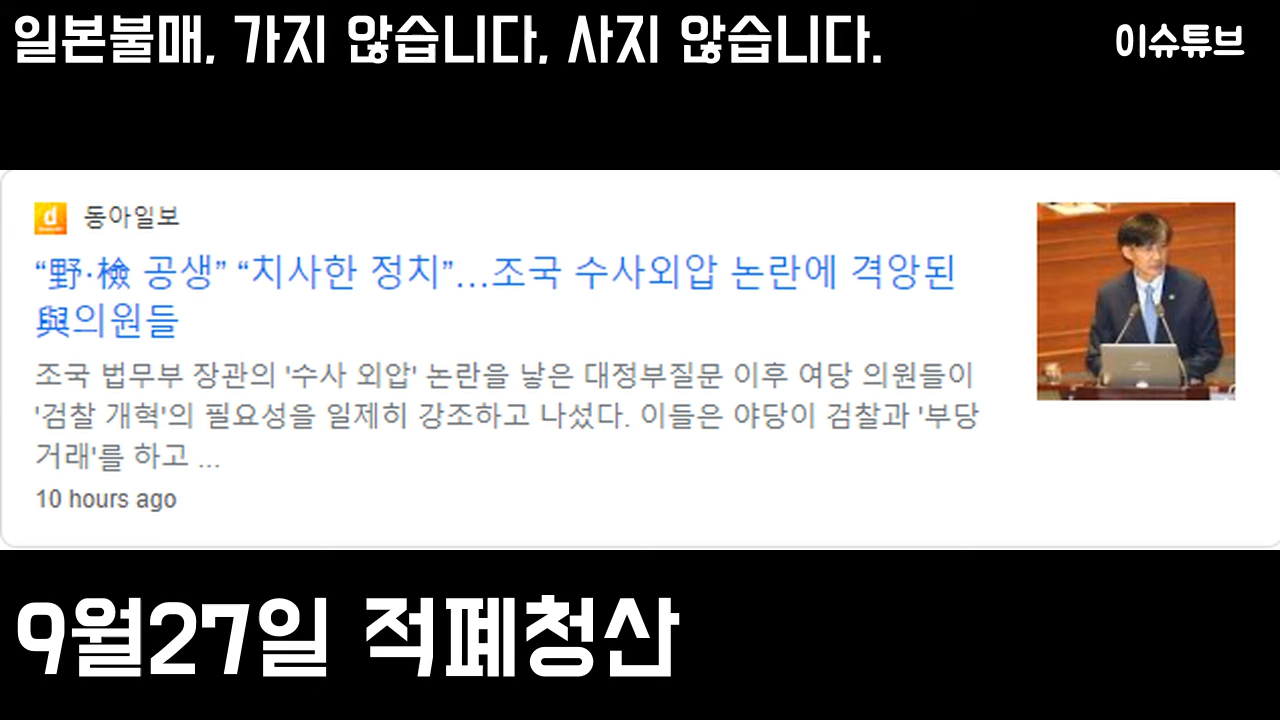 일본불매, 가지 않습니다, 사지 않습니다.
이슈튜브
동아일보
“野·檢 공생” “치사한 정치”…조국 수사외압 논란에 격앙된
與의원들
조국 법무부 장관의 '수사 외압' 논란을 낳은 대정부질문 이후 여당 의원들이
'검찰 개혁'의 필요성을 일제히 강조하고 나섰다. 이들은 야당이 검찰과 '부당
거래'를 하고 ...
10 hours ago
9월27일 적폐청산